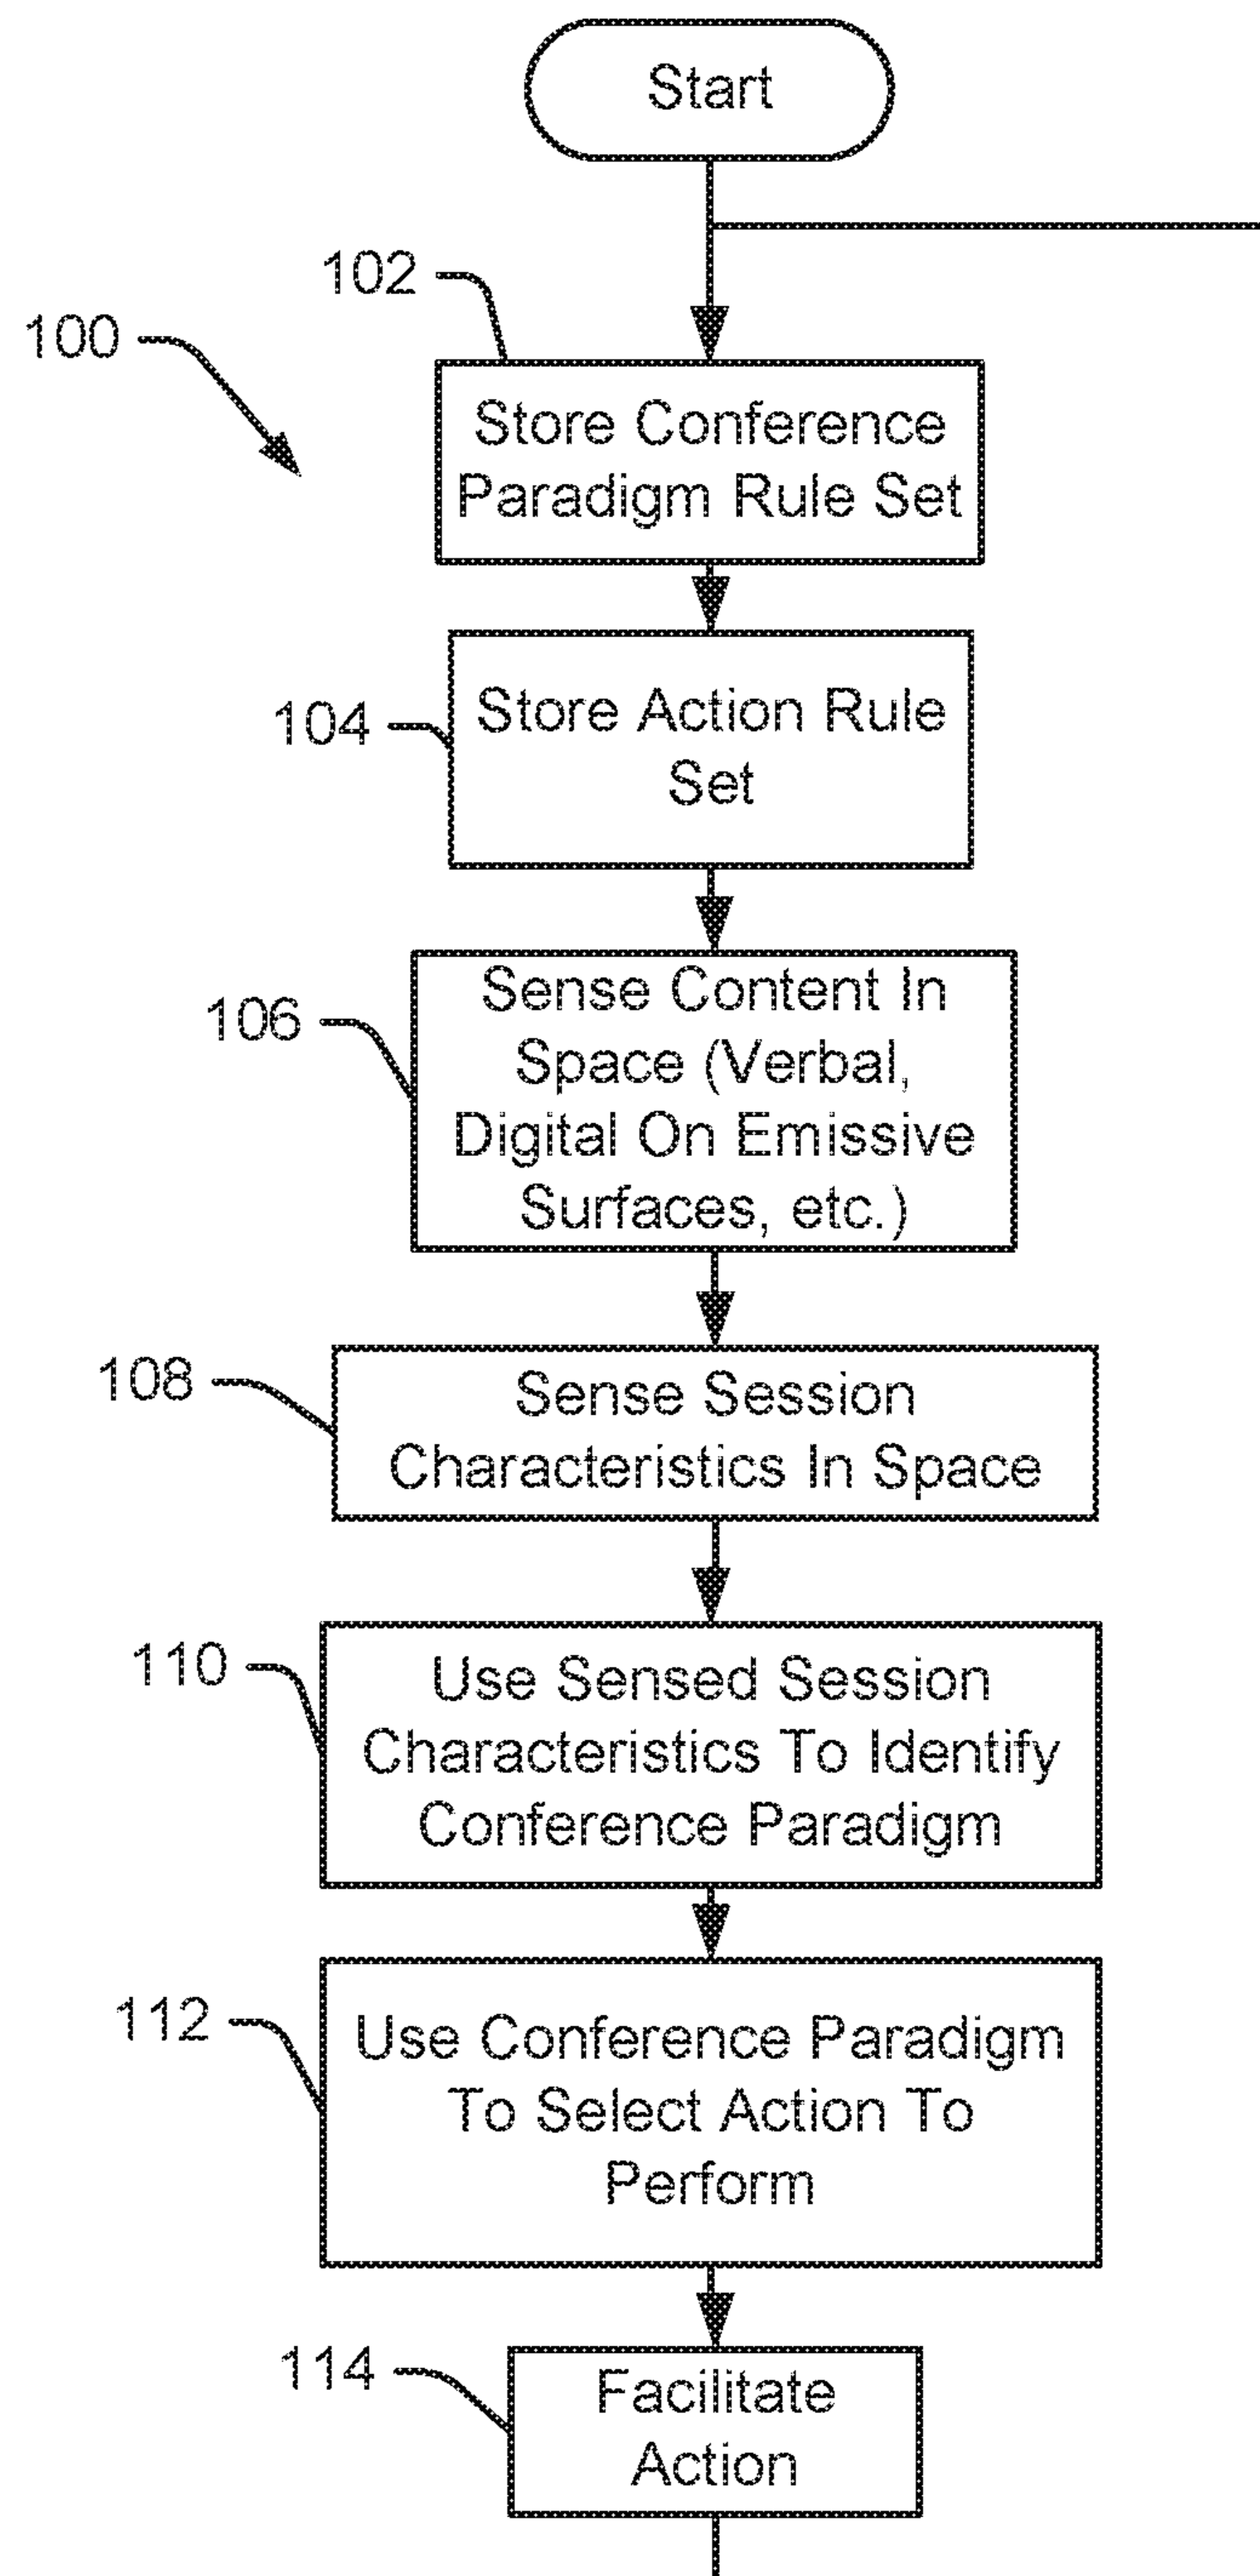 Start
102
100
Store Conference
Paradigm Rule Set
104
Store Action Rule
Set
106
Sense Content In
Space (Verbal,
Digital On Emissive
Surfaces, etc.)
108
Sense Session
Characteristics In Space
110
Use Sensed Session
Characteristics To Identify
Conference Paradigm
112
Use Conference Paradigm
To Select Action To
Perform
114
Facilitate
Action